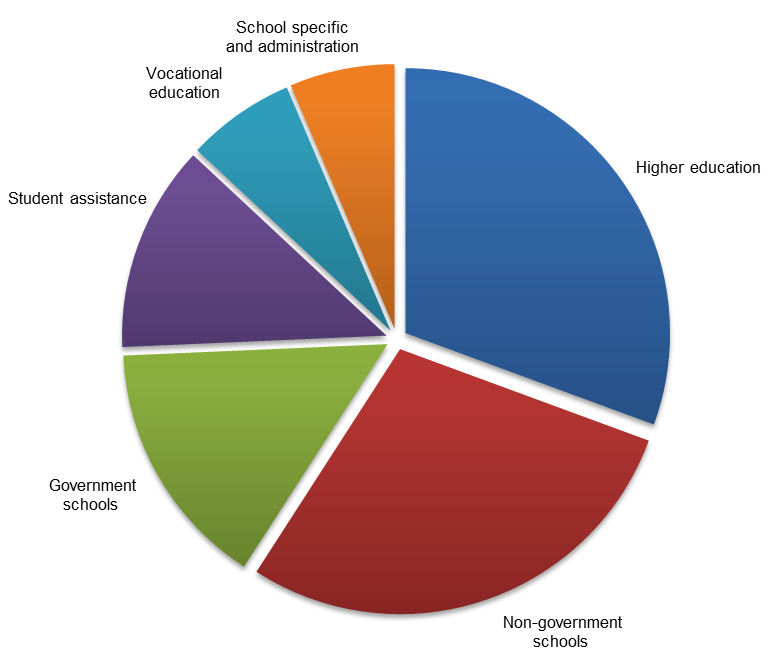 School specific
and administration
Vocational
education
Higher education
Student assistance
Government
schools
Non-government
schools